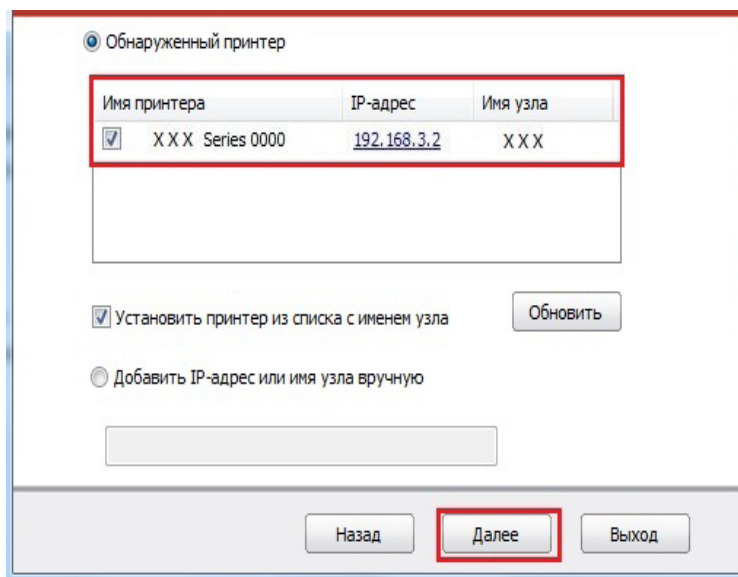 Обнаруженный принтер
Имя принтера IP-адрес Имя узла
X X X Series 0000 192.168.3.2 X X X
Установить принтер из списка с именем узла Обновить
Добавить IP-адрес или имя узла вручную
Назад Далее Выход